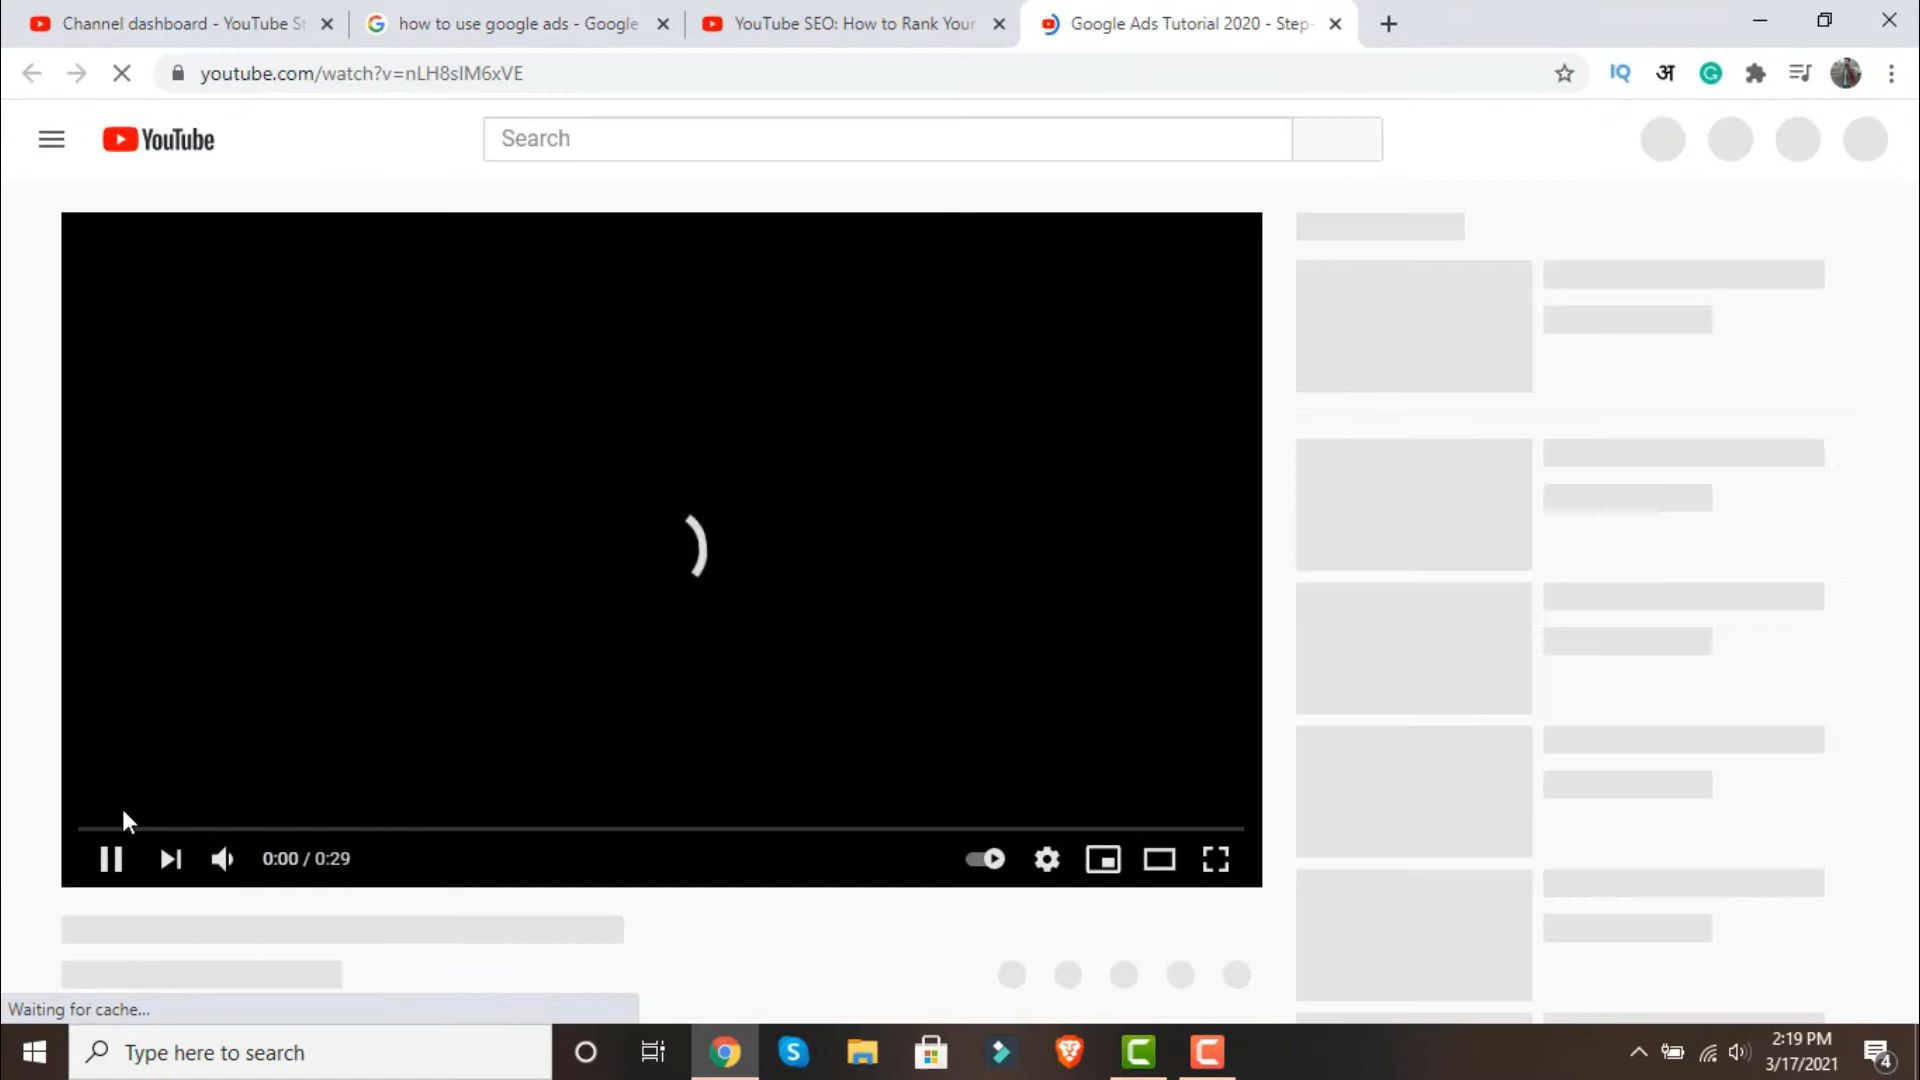 Channel dashboard - YouTube St
how to use google ads - Google
YouTube SEO: How to Rank Your
Google Ads Tutorial 2020 - Step-
youtube.com/watch?v=nLH8slM6xVE
IQ
अ
YouTube
Search
0:00 / 0:29
Waiting for cache...
Type here to search
2:19 PM
3/17/2021
4